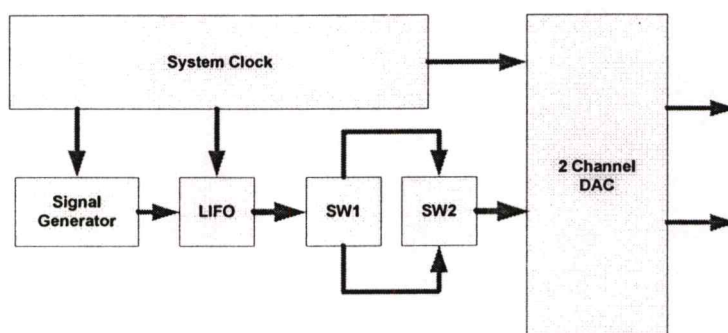 System Clock
Signal
Generator
LIFO
SW1
SW2
2 Channel
DAC